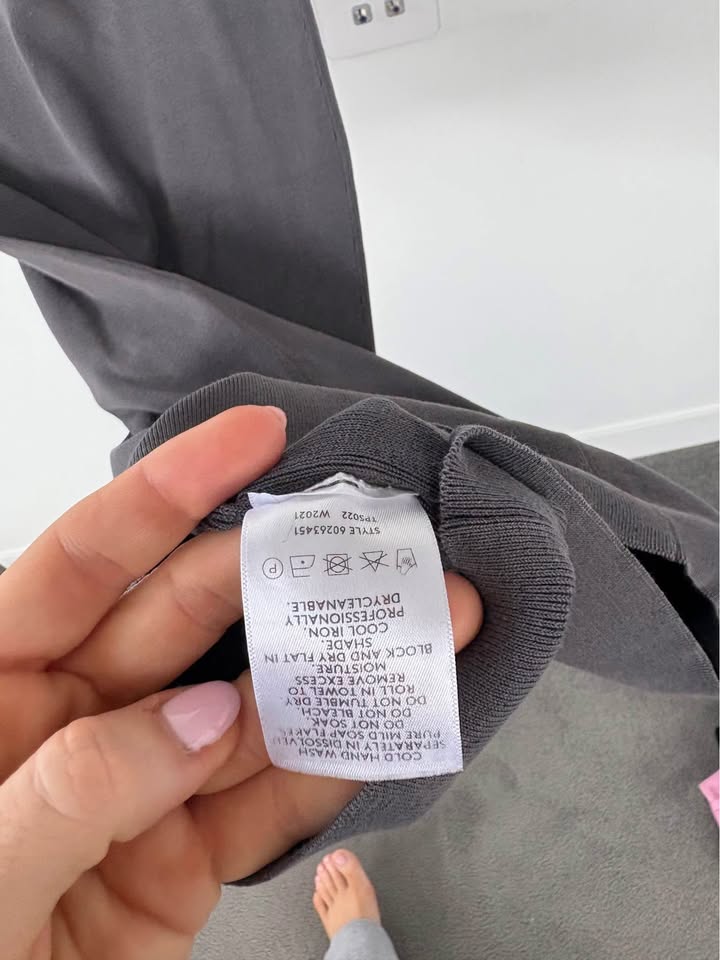 COLD HAND WASH
SEPARATELY IN DISSOLVED
PURE MILD SOAP FLAKES.
DO NOT SOAK.
DO NOT BLEACH.
DO NOT TUMBLE DRY.
ROLL IN TOWEL TO
REMOVE EXCESS
MOISTURE.
BLOCK AND DRY FLAT IN
SHADE.
COOL IRON.
PROFESSIONALLY
DRYCLEANABLE.
P
STYLE 60263451
TPS022 W2021